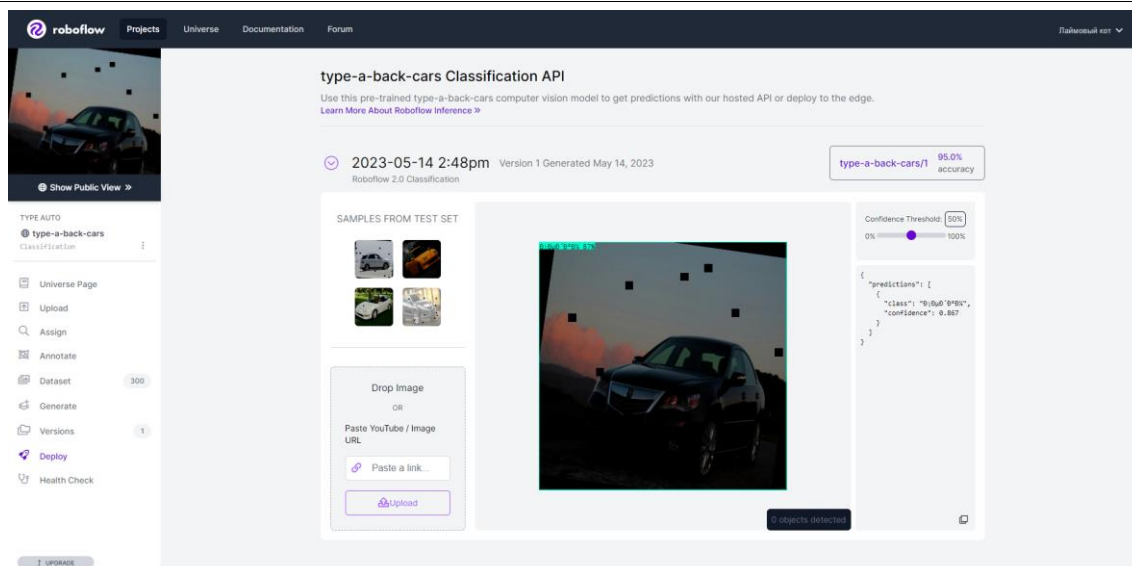 roboflow Projects Universe Documentation Forum Лаймовый кот
Show Public View »
TYPE AUTO
type-a-back-cars
Classification
Universe Page
Upload
Assign
Annotate
Dataset 300
Generate
Versions 1
Deploy
Health Check
UPGRADE
type-a-back-cars Classification API
Use this pre-trained type-a-back-cars computer vision model to get predictions with our hosted API or deploy to the edge.
Learn More About Roboflow Inference »
2023-05-14 2:48pm Version 1 Generated May 14, 2023
Roboflow 2.0 Classification
type-a-back-cars/1 95.0%
accuracy
SAMPLES FROM TEST SET
Drop Image
OR
Paste YouTube / Image
URL
Paste a link...
Upload
87%
0 objects detected
Confidence Threshold: 50%
0% 100%
{
"predictions": [
{
"class":
"confidence": 0.867
}
]
}